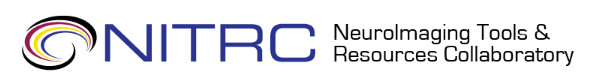 NITRC
NeuroImaging Tools &
Resources Collaboratory